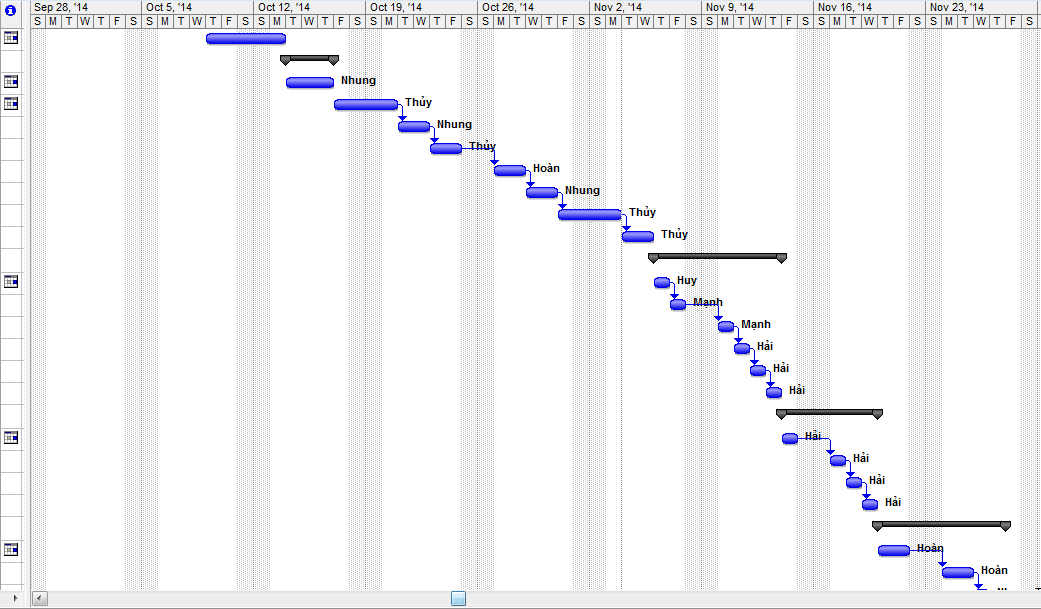 Sep 28, '14 Oct 5, '14 Oct 12, '14 Oct 19, '14 Oct 26, '14 Nov 2, '14 Nov 9, '14 Nov 16, '14 Nov 23, '14
S M T W T F S S M T W T F S S M T W T F S S M T W T F S S M T W T F S S M T W T F S S M T W T F S S M T W T F S S M T W T F S
Nhung
Thủy
Nhung
Thủy
Hoàn
Nhung
Thủy
Thủy
Huy
Mạnh
Mạnh
Hải
Hải
Hải
Hải
Hải
Hải
Hải
Hoàn
Hoàn